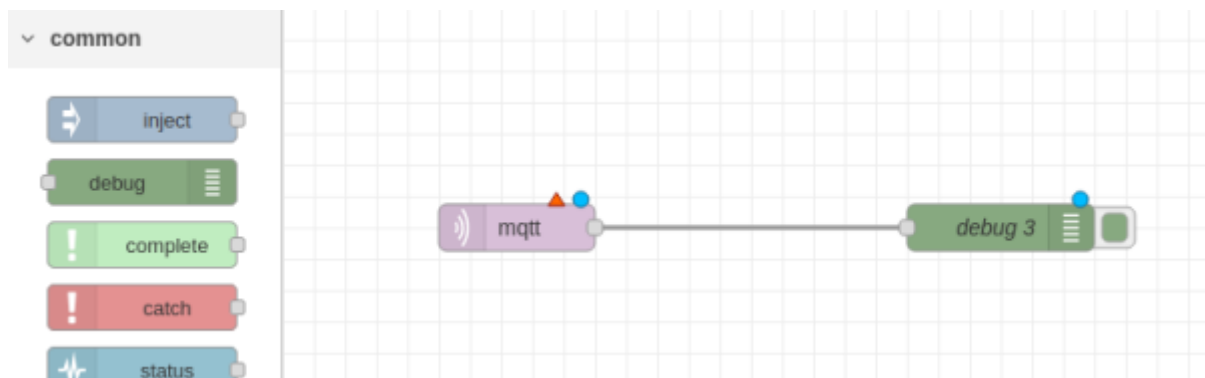 common
inject
debug
complete
catch
status
mqtt
debug 3